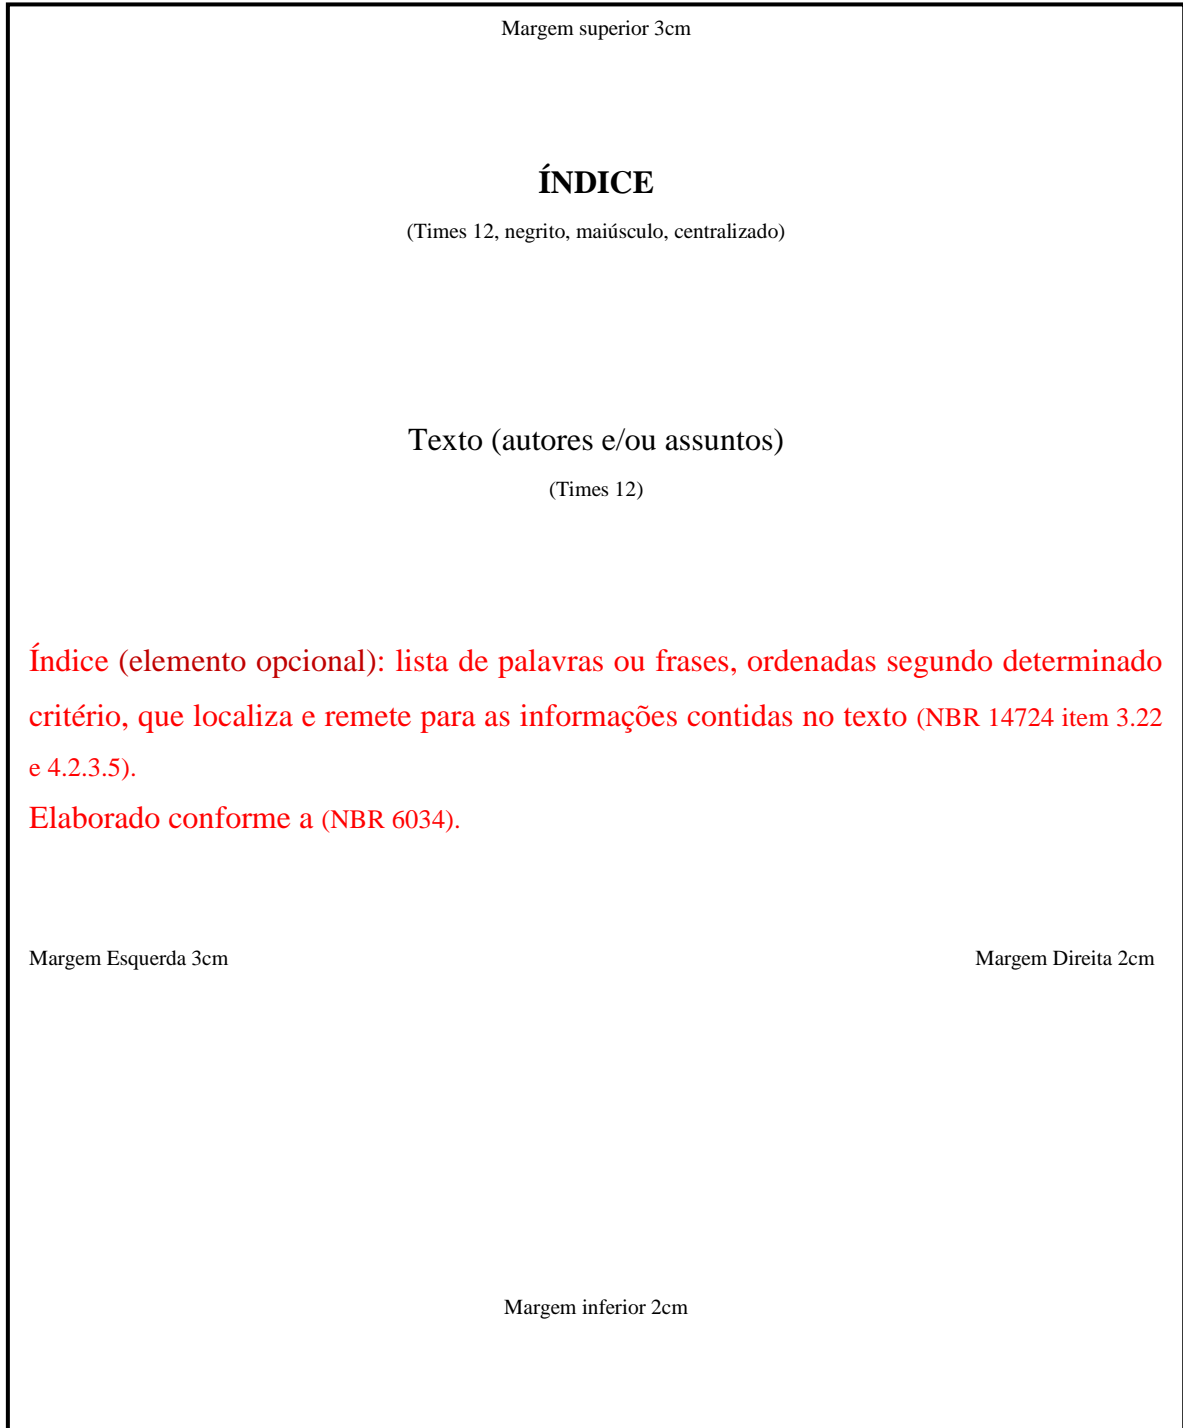 Margem superior 3cm
ÍNDICE
(Times 12, negrito, maiúsculo, centralizado)
Texto (autores e/ou assuntos)
(Times 12)
Índice (elemento opcional): lista de palavras ou frases, ordenadas segundo determinado
critério, que localiza e remete para as informações contidas no texto (NBR 14724 item 3.22
e 4.2.3.5).
Elaborado conforme a (NBR 6034).
Margem Esquerda 3cm Margem Direita 2cm
Margem inferior 2cm